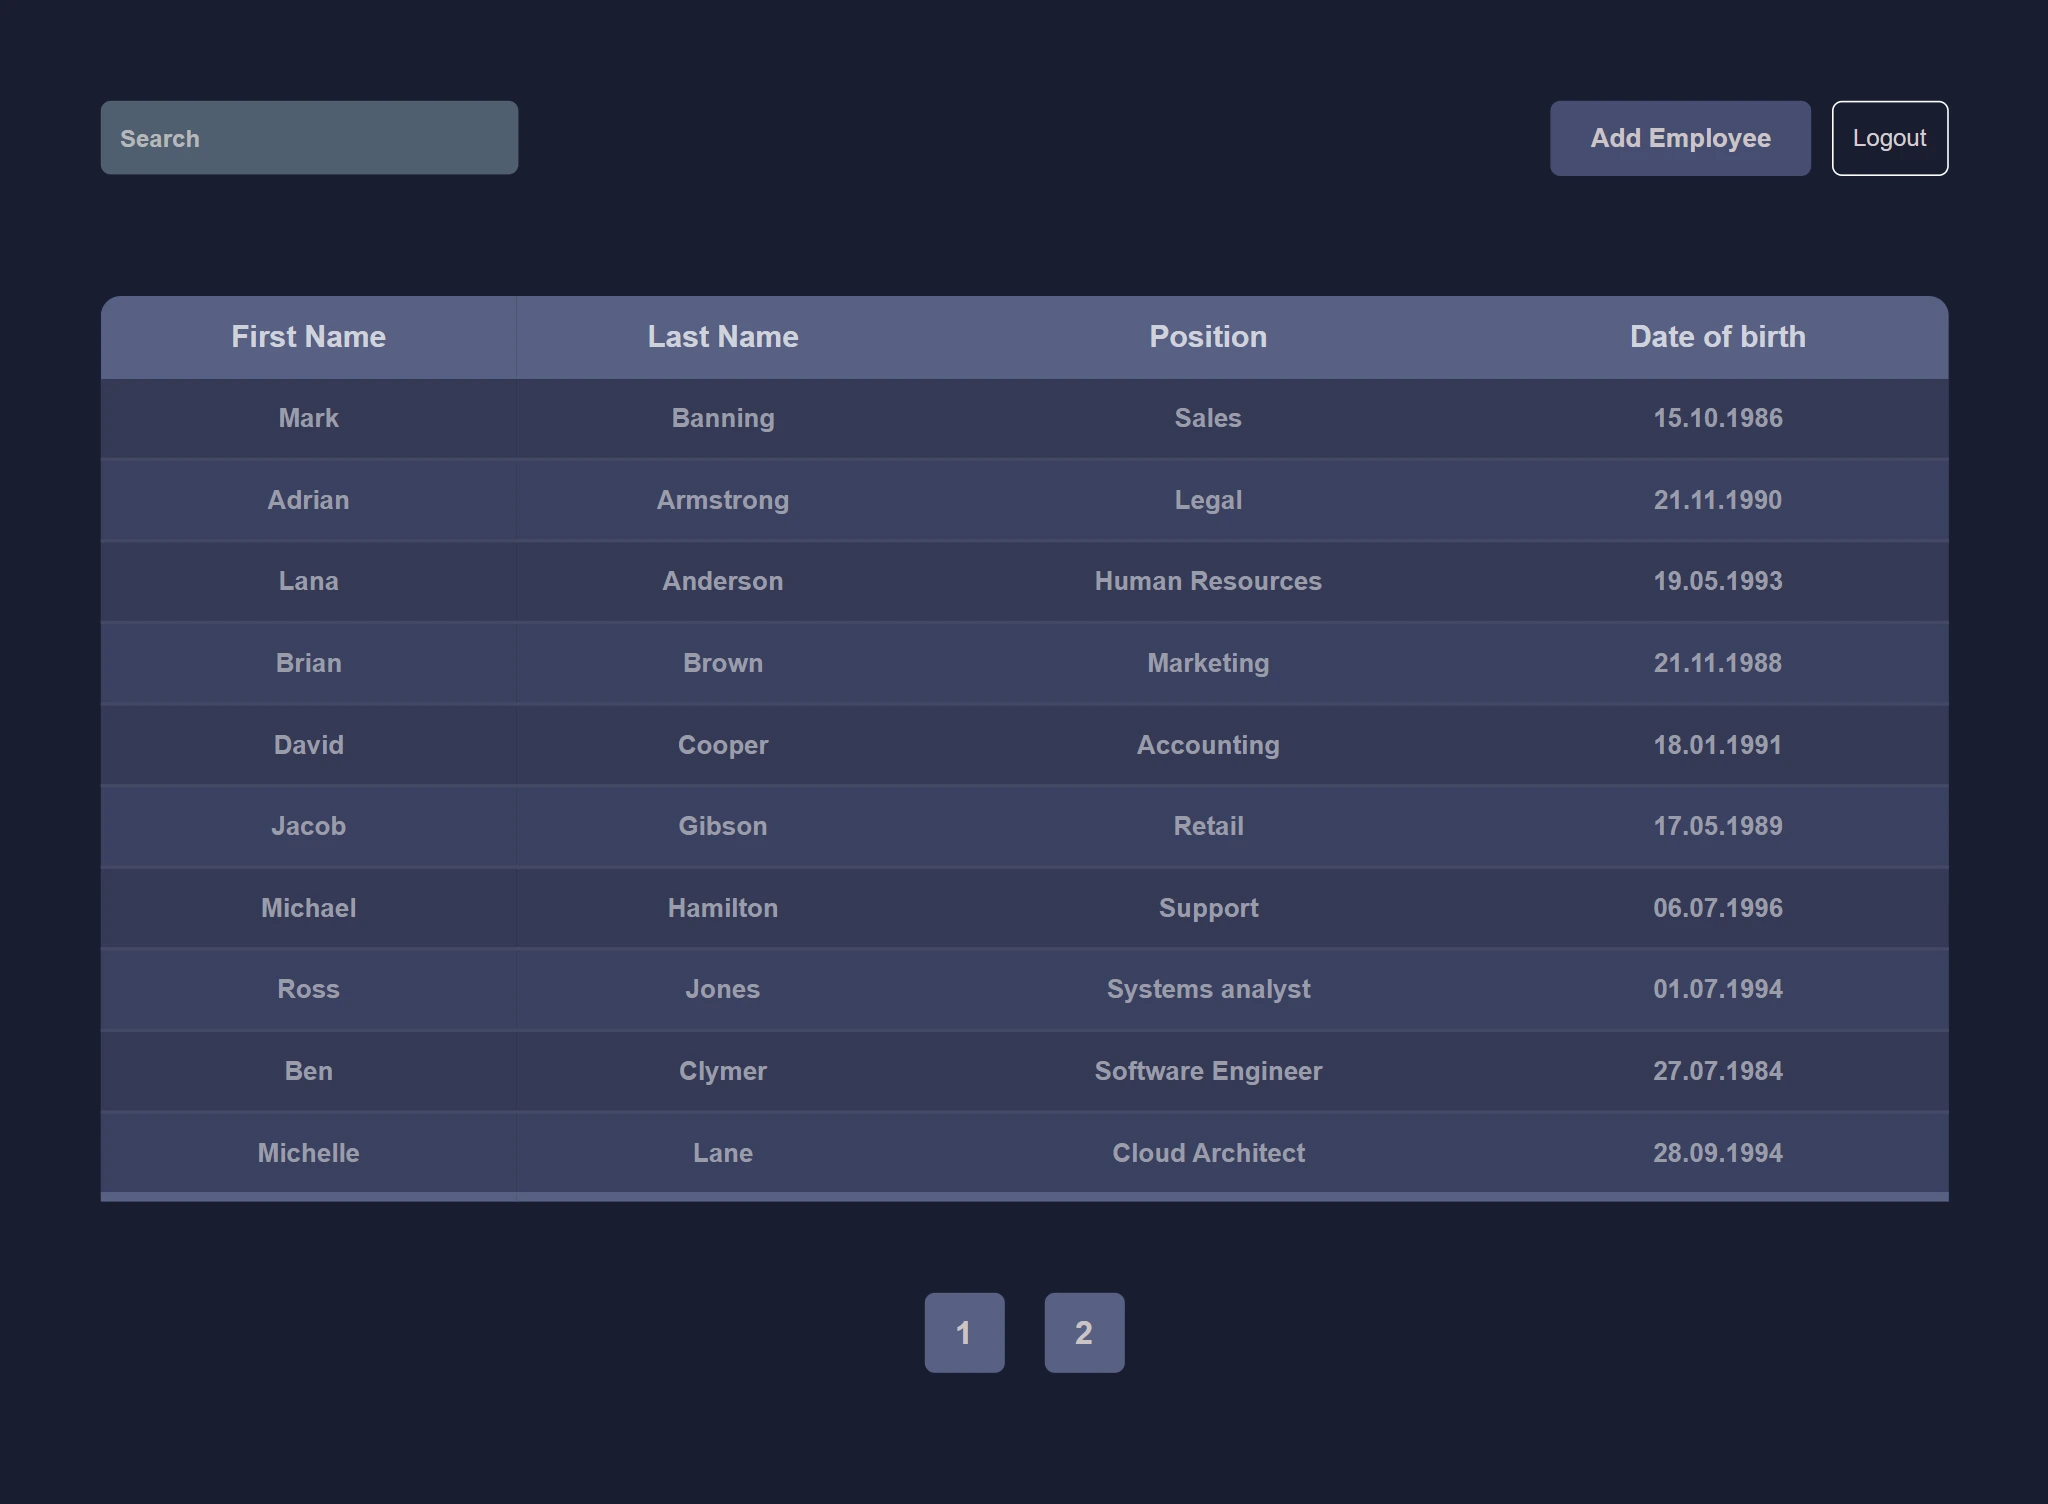 Search
Add Employee
Logout
First Name Last Name Position Date of birth
Mark Banning Sales 15.10.1986
Adrian Armstrong Legal 21.11.1990
Lana Anderson Human Resources 19.05.1993
Brian Brown Marketing 21.11.1988
David Cooper Accounting 18.01.1991
Jacob Gibson Retail 17.05.1989
Michael Hamilton Support 06.07.1996
Ross Jones Systems analyst 01.07.1994
Ben Clymer Software Engineer 27.07.1984
Michelle Lane Cloud Architect 28.09.1994
1 2